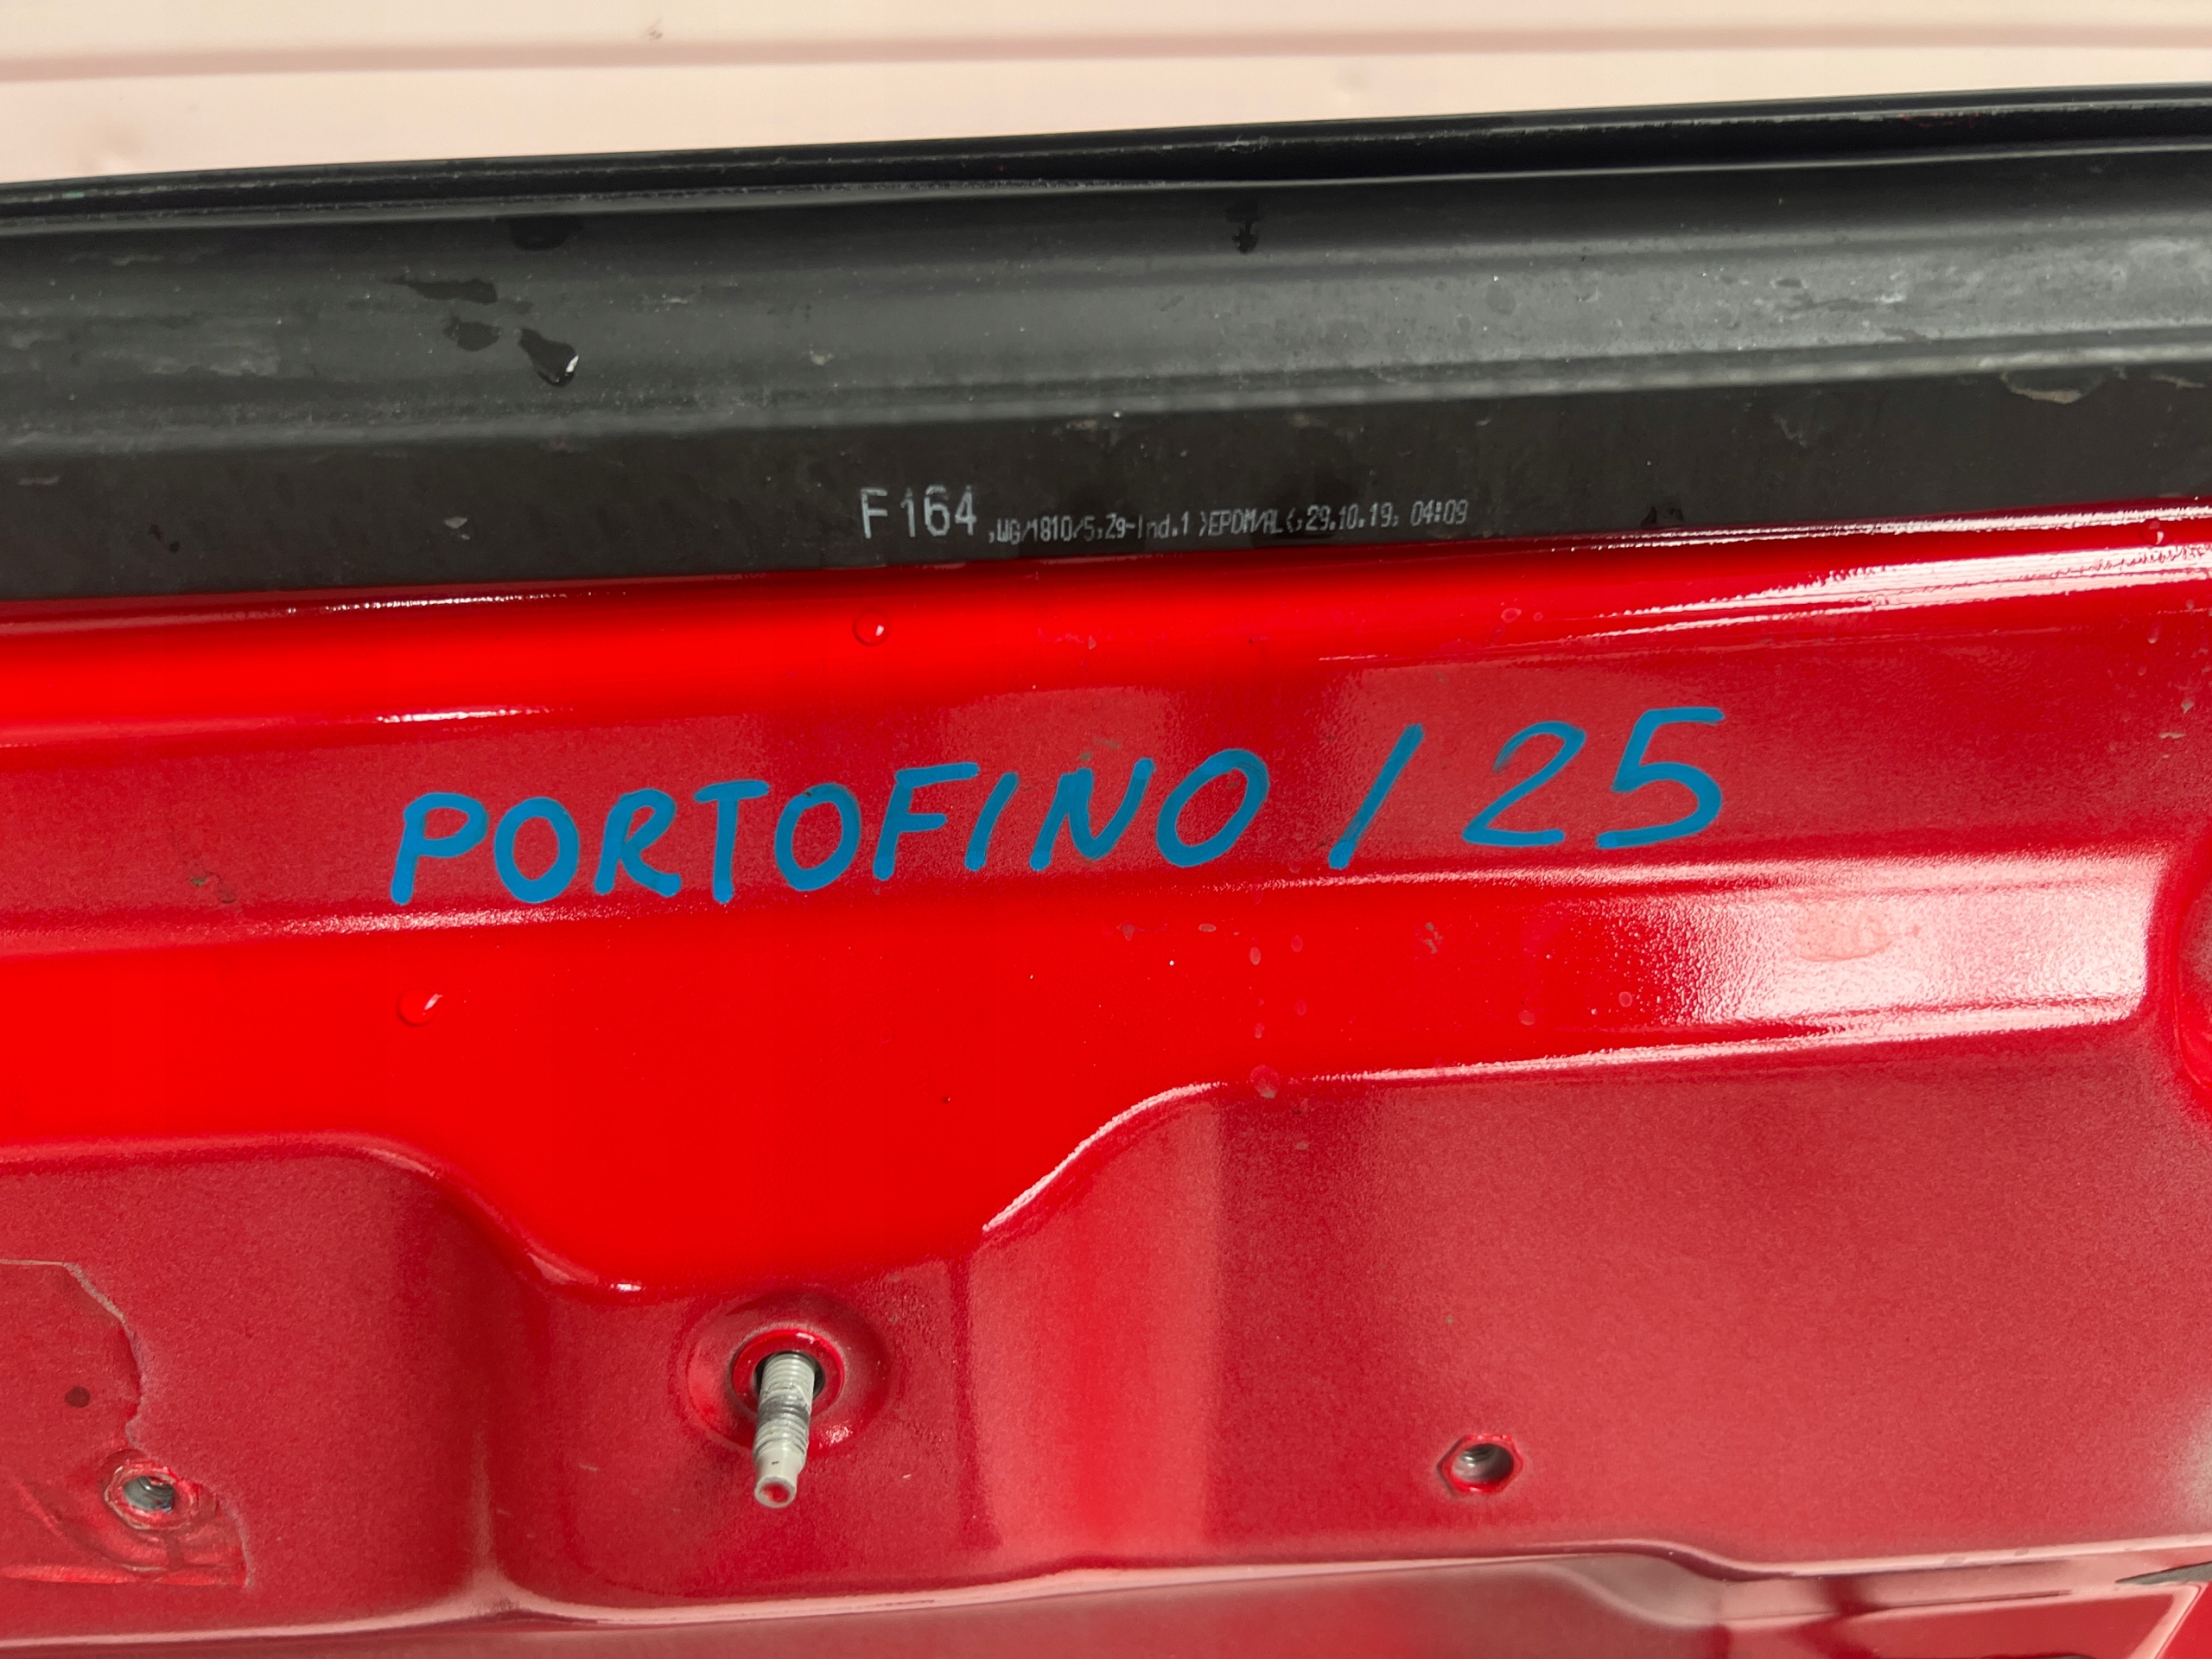 F164 ,WG/1810/5,Zg-Ind.1 >EPDM/AL<,29.10.19, 04:09
PORTOFINO / 25